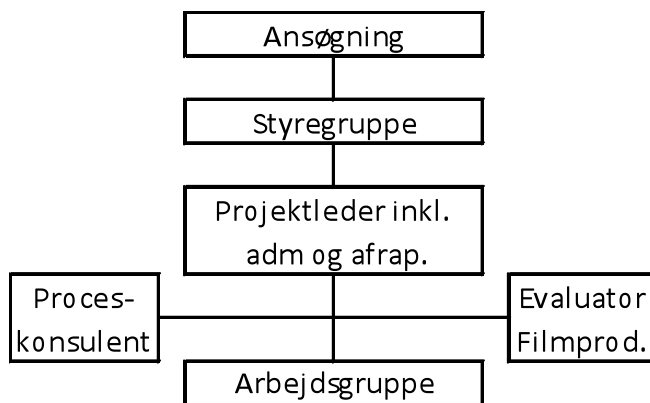 Ansøgning
Styregruppe
Projektleder inkl.
adm og afrap.
Proces-
konsulent
Evaluator
Filmprod.
Arbejdsgruppe